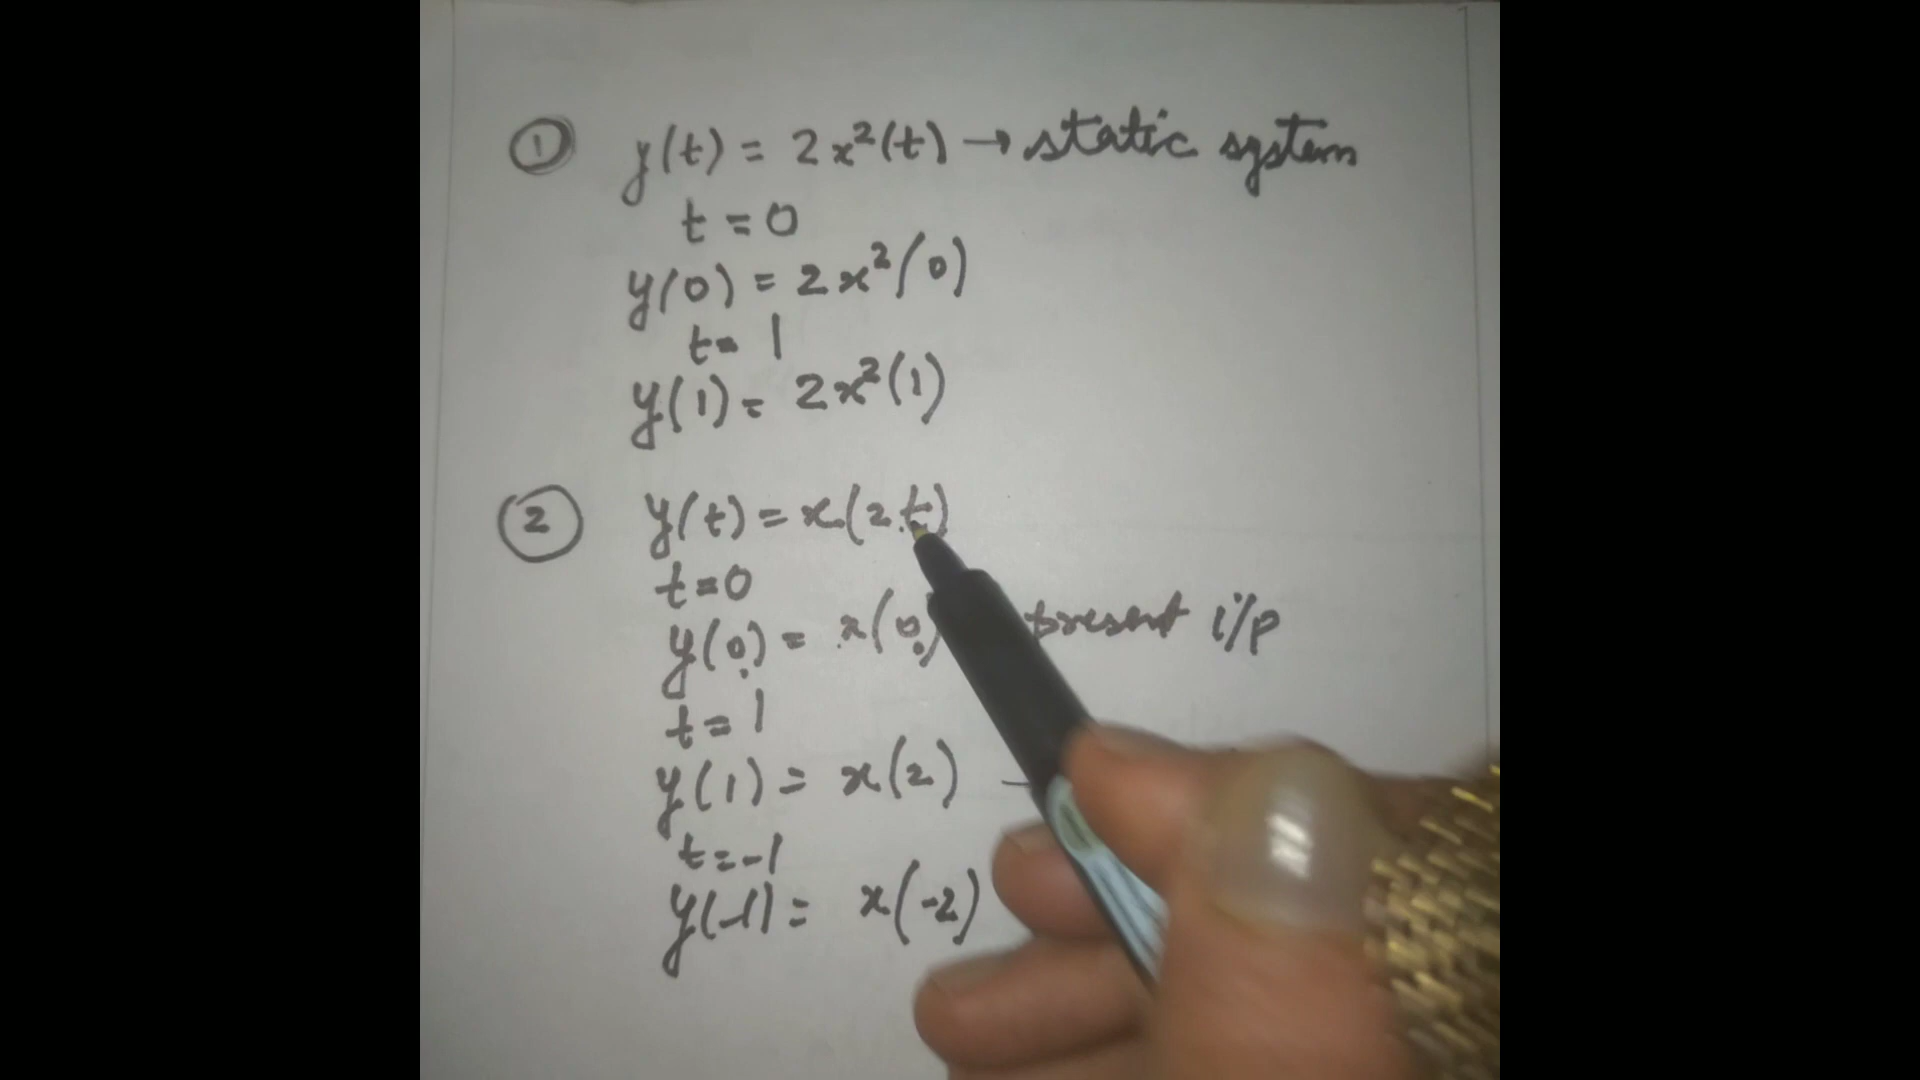 ① y(t) = 2x²(t) → static system
t = 0
y(0) = 2x²(0)
t = 1
y(1) = 2x²(1)
② y(t) = x(2t)
t = 0
y(0) = x(0) present i/p
t = 1
y(1) = x(2) -
t = -1
y(-1) = x(-2)